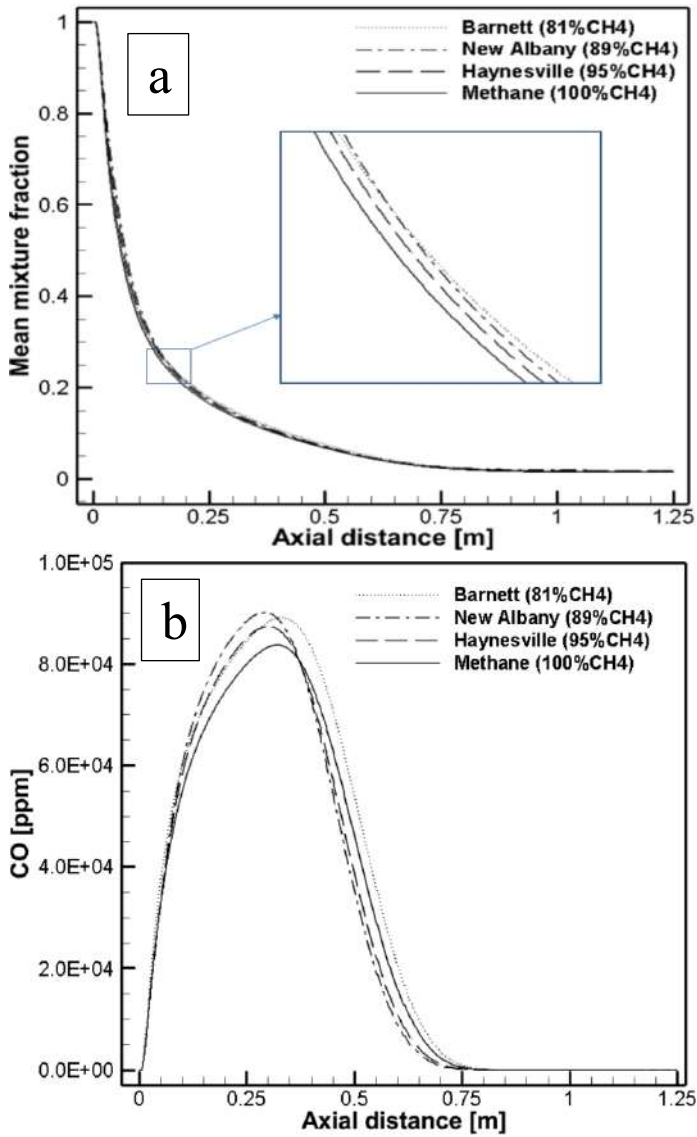 a
Barnett (81%CH4)
New Albany (89%CH4)
Haynesville (95%CH4)
Methane (100%CH4)
Mean mixture fraction
1
0.8
0.6
0.4
0.2
0
0
0.25
0.5
0.75
1
1.25
Axial distance [m]
b
Barnett (81%CH4)
New Albany (89%CH4)
Haynesville (95%CH4)
Methane (100%CH4)
CO [ppm]
1.0E+05
8.0E+04
6.0E+04
4.0E+04
2.0E+04
0.0E+00
0
0.25
0.5
0.75
1
1.25
Axial distance [m]